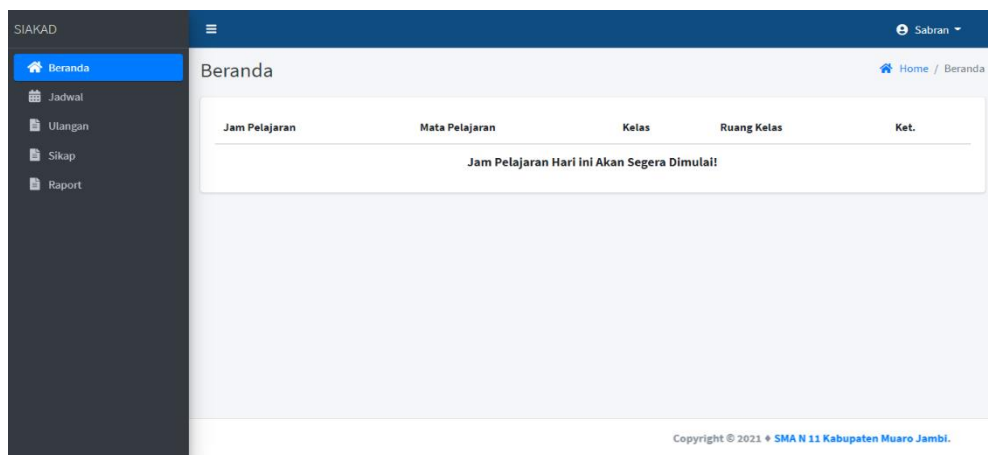 SIAKAD
Sabran
Beranda
Jadwal
Ulangan
Sikap
Raport
Beranda
Home / Beranda
Jam Pelajaran Mata Pelajaran Kelas Ruang Kelas Ket.
Jam Pelajaran Hari ini Akan Segera Dimulai!
Copyright © 2021 ♦ SMA N 11 Kabupaten Muaro Jambi.